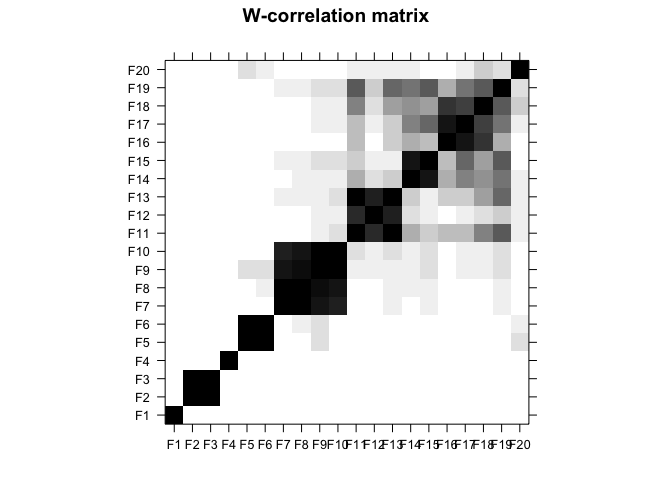 W-correlation matrix
F20
F19
F18
F17
F16
F15
F14
F13
F12
F11
F10
F9
F8
F7
F6
F5
F4
F3
F2
F1
F1 F2 F3 F4 F5 F6 F7 F8 F9 F10 F11 F12 F13 F14 F15 F16 F17 F18 F19 F20